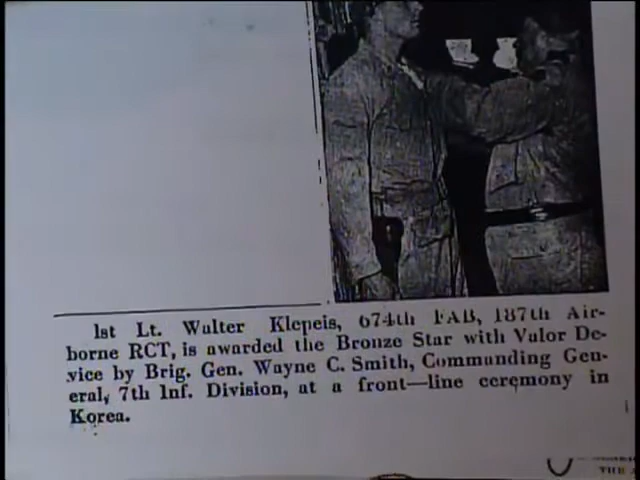 1st Lt. Walter Klepeis, 674th FAB, 187th Air-
borne RCT, is awarded the Bronze Star with Valor De-
vice by Brig. Gen. Wayne C. Smith, Commanding Gen-
eral, 7th Inf. Division, at a front—line ceremony in
Korea.
THE